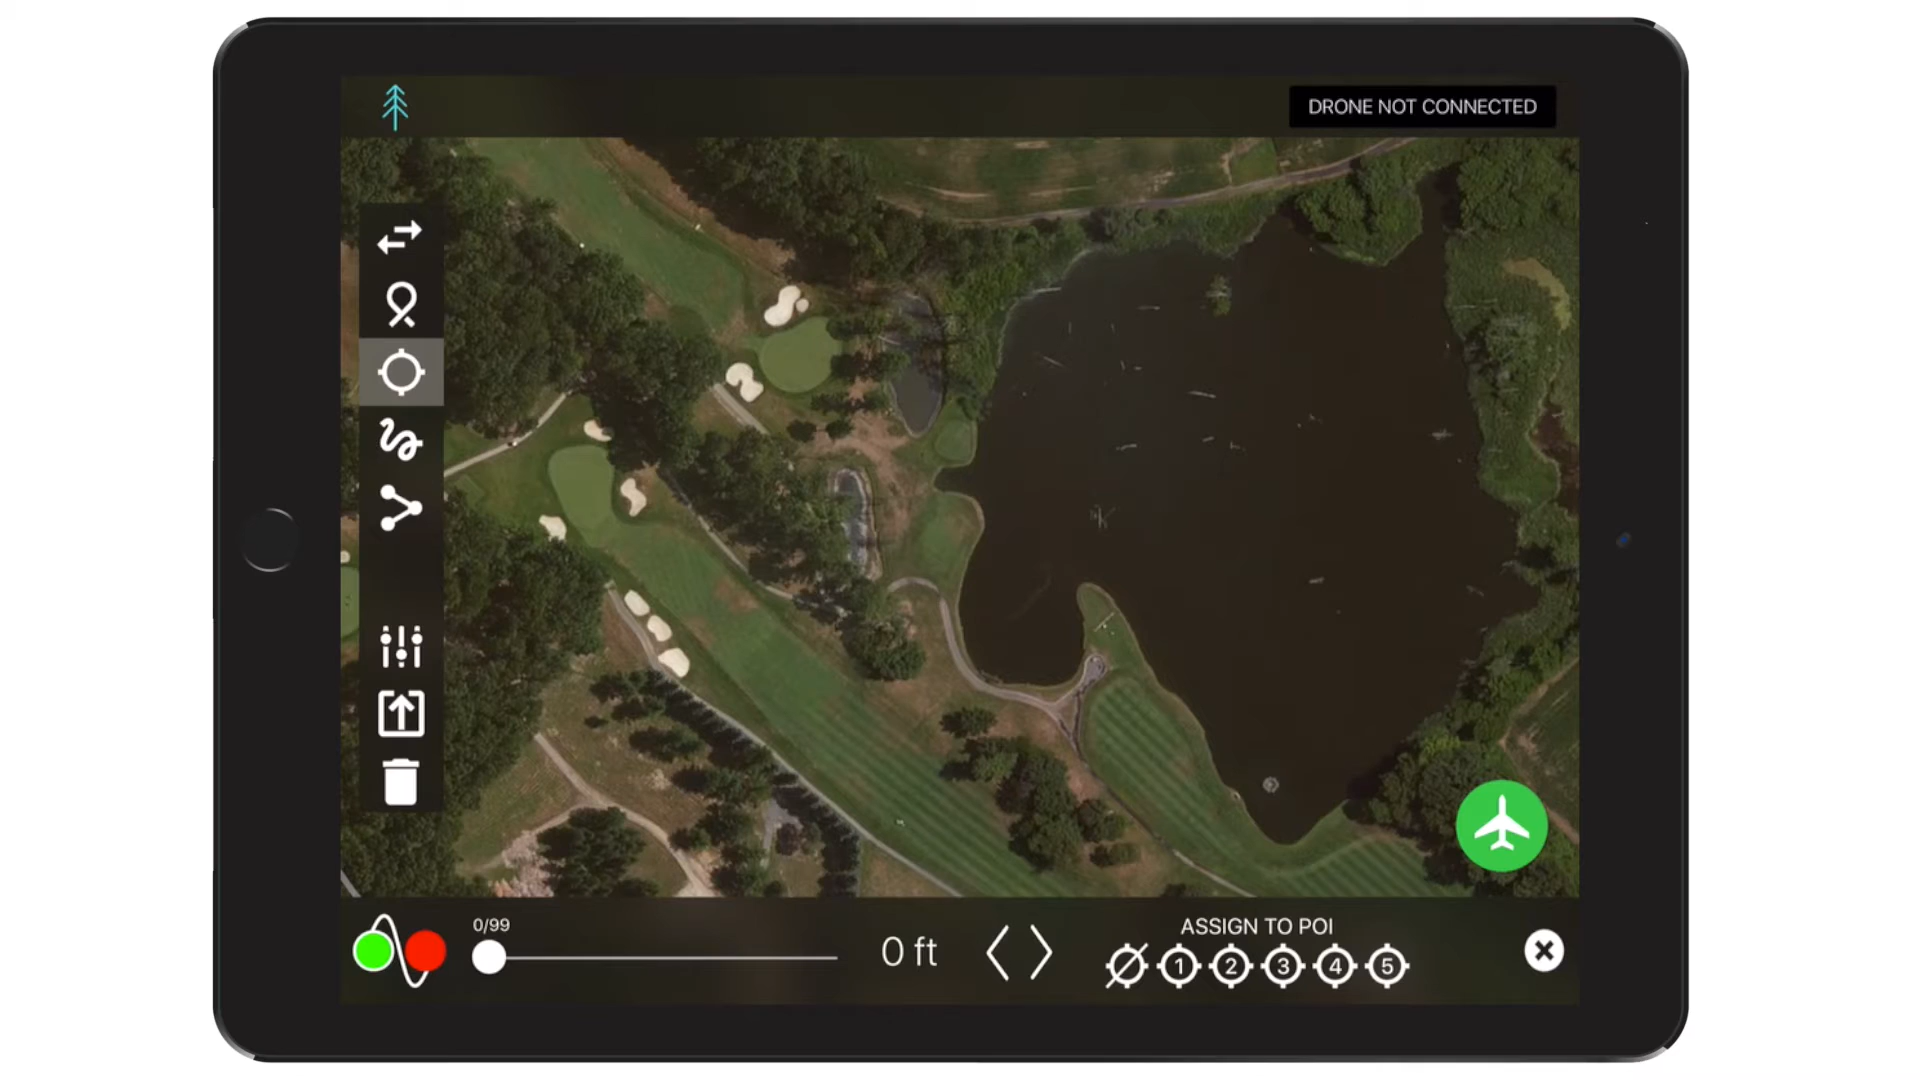 DRONE NOT CONNECTED
0/99
0 ft
ASSIGN TO POI
1 2 3 4 5